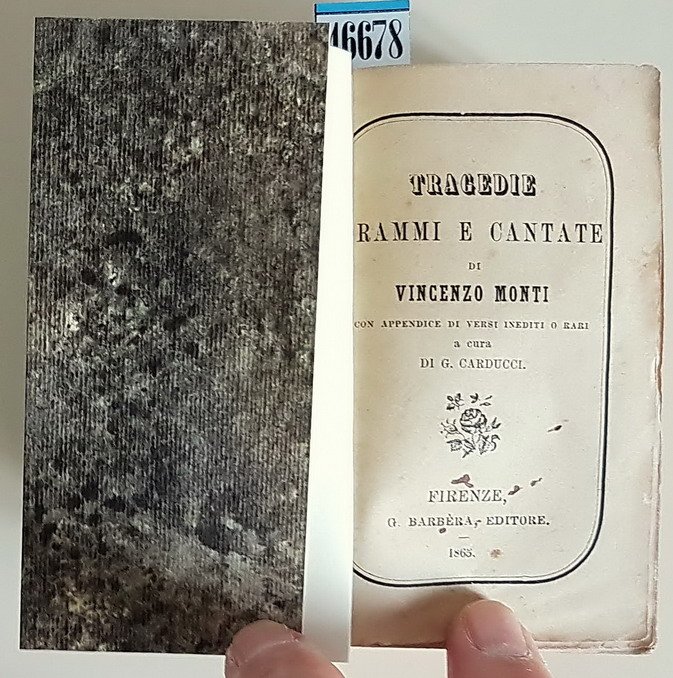 46678
TRAGEDIE
RAMMI E CANTATE
DI
VINCENZO MONTI
CON APPENDICE DI VERSI INEDITI O RARI
a cura
DI G. CARDUCCI.
FIRENZE,
G. BARBÈRA, EDITORE.
1865.